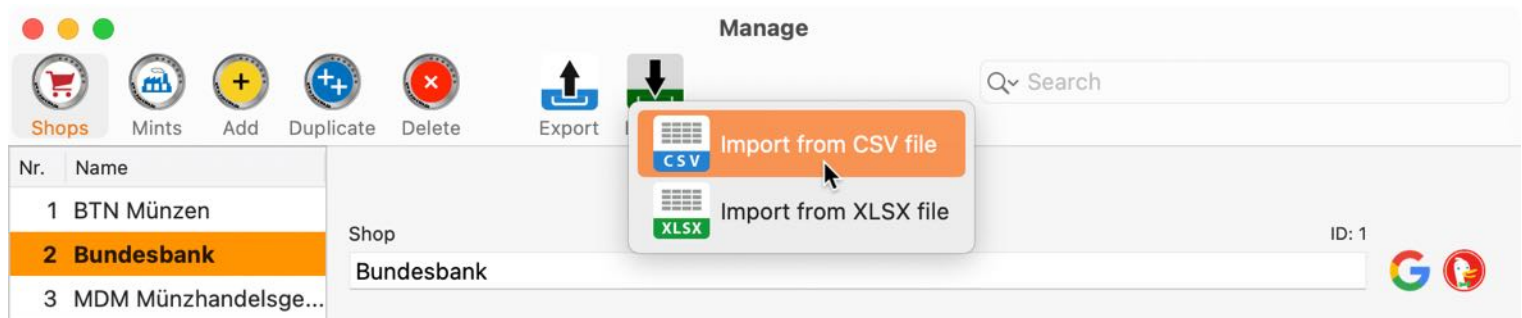 Manage
Search
Shops Mints Add Duplicate Delete Export
CSV Import from CSV file
XLSX Import from XLSX file
Nr. Name
1 BTN Münzen
2 Bundesbank
3 MDM Münzhandelsge...
Shop ID: 1
Bundesbank